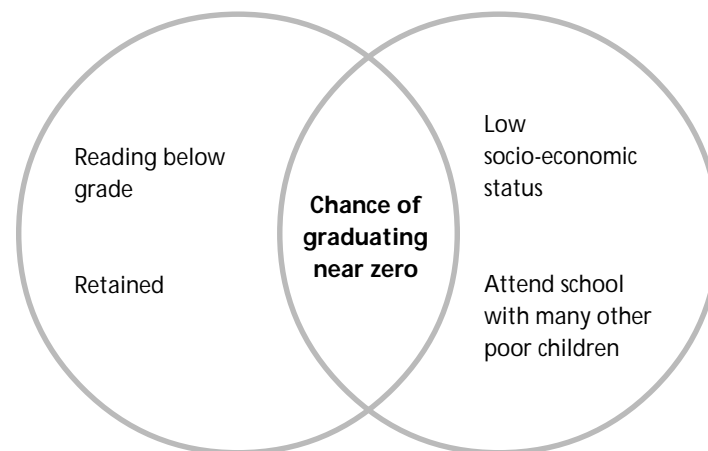 Reading below
grade
Retained
Chance of
graduating
near zero
Low
socio-economic
status
Attend school
with many other
poor children